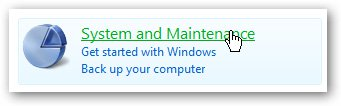 System and Maintenance
Get started with Windows
Back up your computer